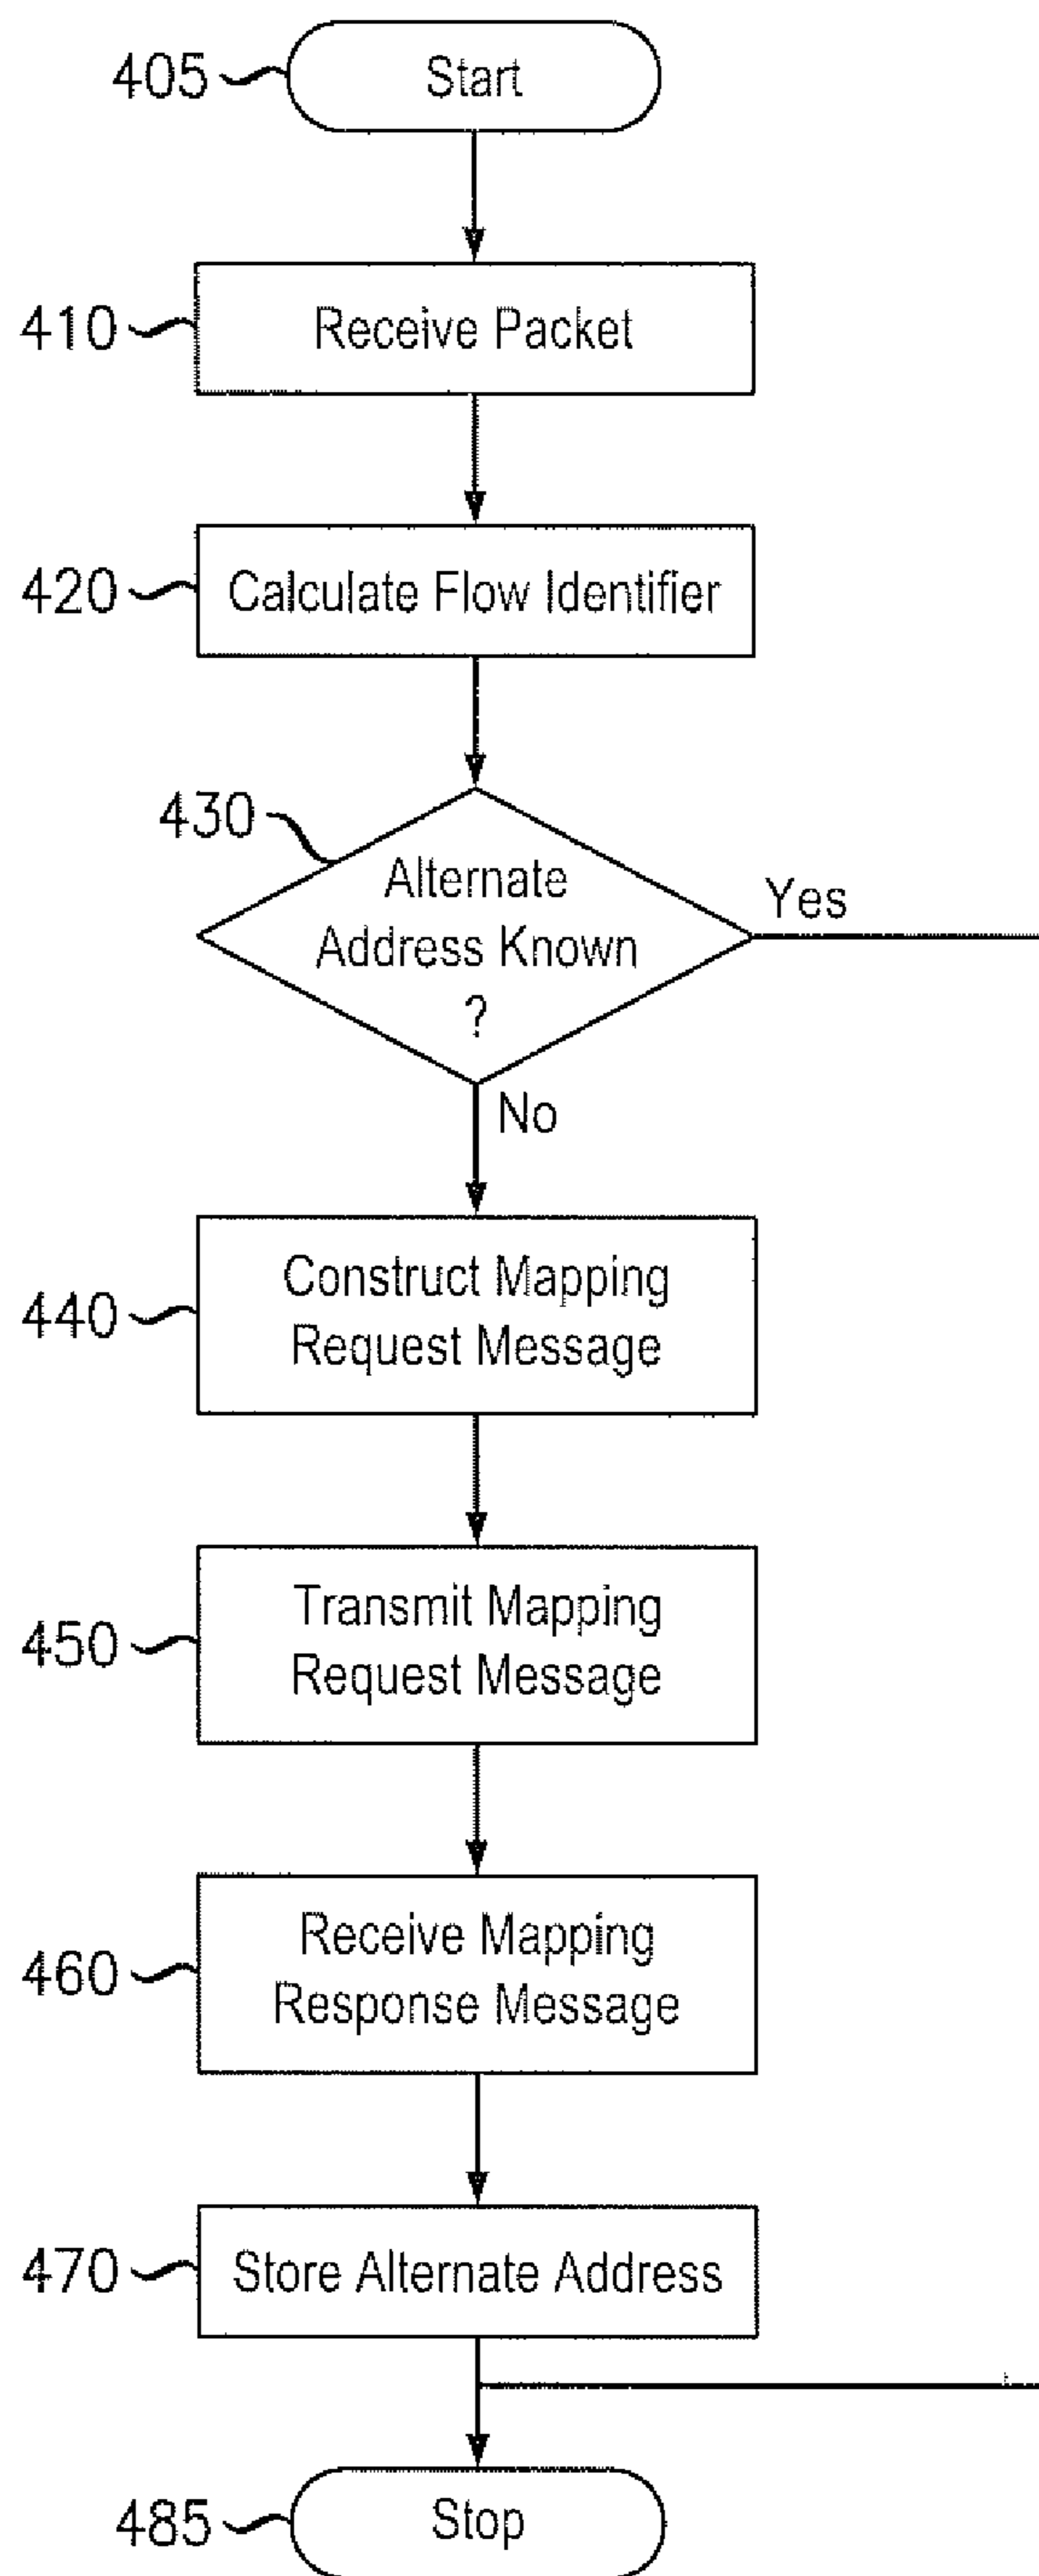 405
Start
410
Receive Packet
420
Calculate Flow Identifier
430
Alternate
Address Known
?
Yes
No
440
Construct Mapping
Request Message
450
Transmit Mapping
Request Message
460
Receive Mapping
Response Message
470
Store Alternate Address
485
Stop